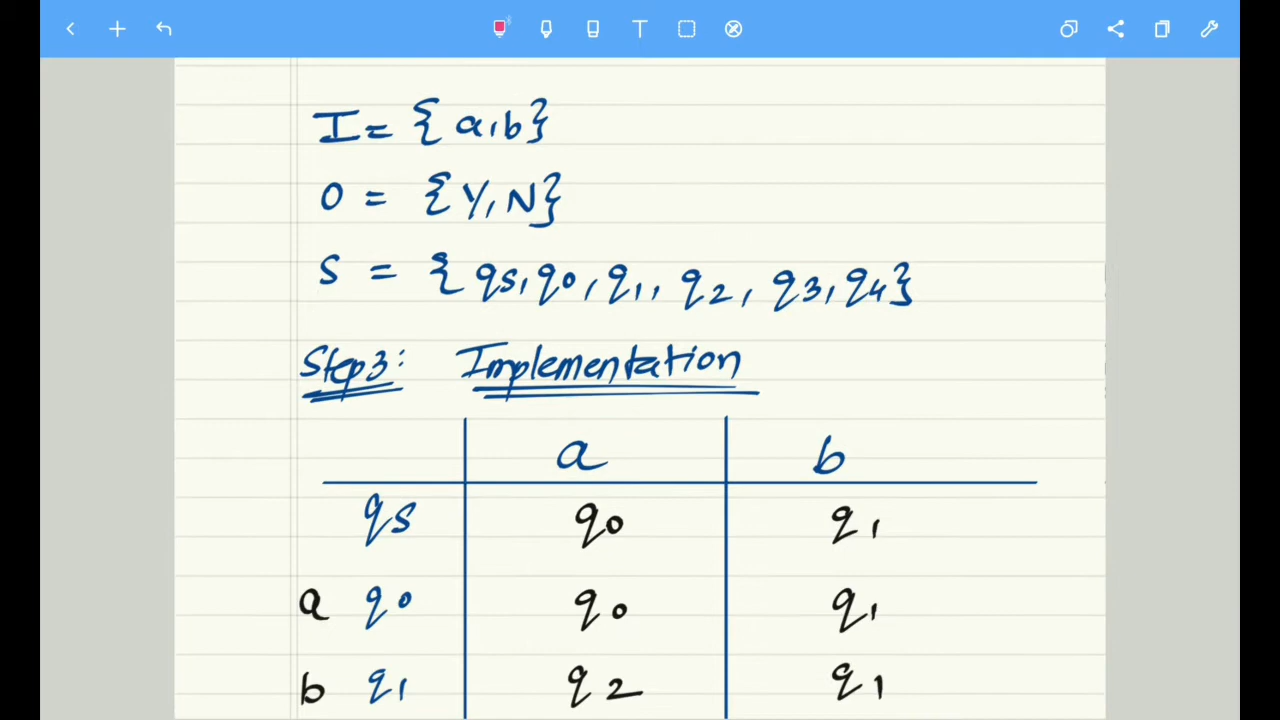 I = { a, b }
O = { Y, N }
S = { qs, q0, q1, q2, q3, q4 }
Step3: Implementation
a b
qs q0 q1
a q0 q0 q1
b q1 q2 q1